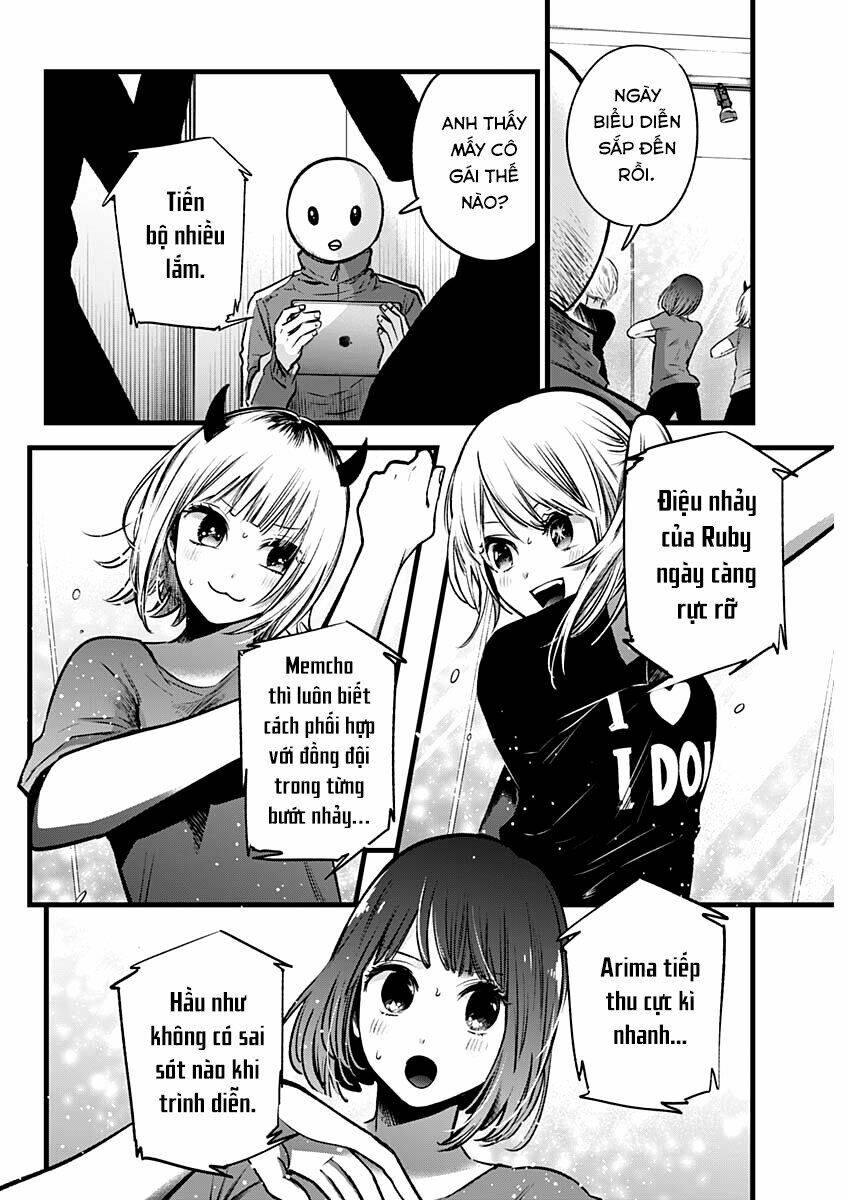 NGÀY
BIỂU DIỄN
SẮP ĐẾN
RỒI.
ANH THẤY
MẤY CÔ
GÁI THẾ
NÀO?
Tiến
bộ nhiều
lắm.
Điệu nhảy
của Ruby
ngày càng
rực rỡ
I
I DOL
Memcho
thì luôn biết
cách phối hợp
với đồng đội
trong từng
bước nhảy...
Arima tiếp
thu cực kì
nhanh...
Hầu như
không có sai
sót nào khi
trình diễn.